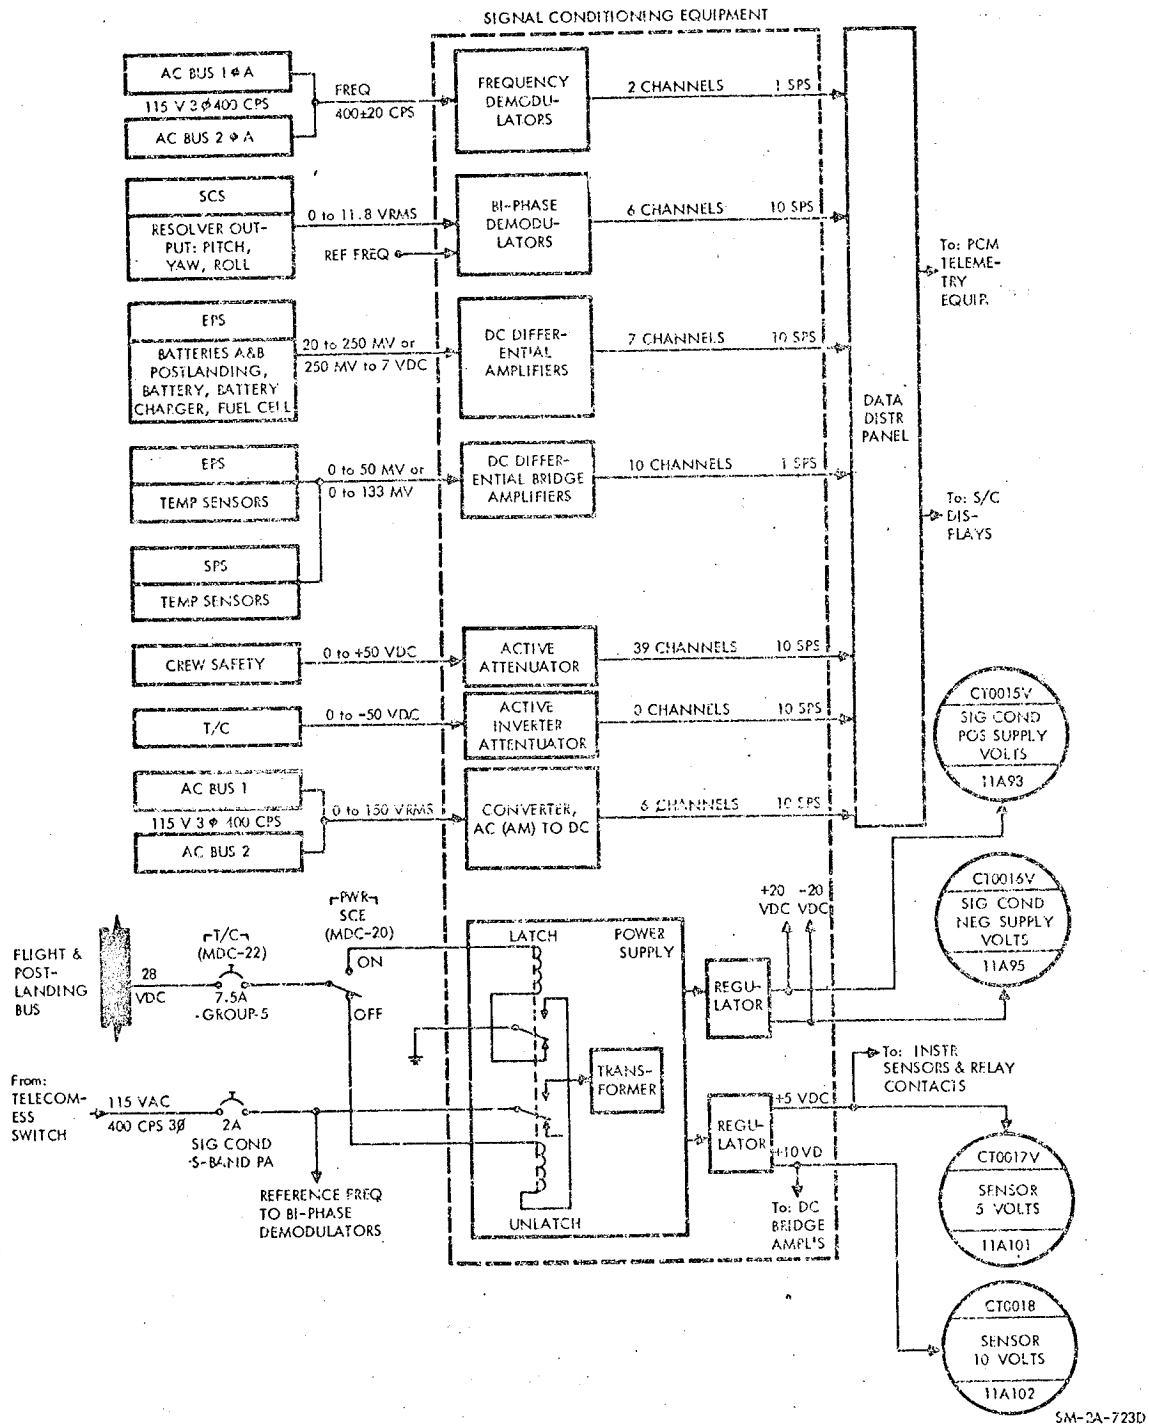 SIGNAL CONDITIONING EQUIPMENT
AC BUS 1 φ A
115 V 3 φ 400 CPS
AC BUS 2 φ A
FREQ
400±20 CPS
FREQUENCY
DEMODU-
LATORS
2 CHANNELS 1 SPS
SCS
RESOLVER OUT-
PUT: PITCH,
YAW, ROLL
0 to 11.8 VRMS
REF FREQ
BI-PHASE
DEMODU-
LATORS
6 CHANNELS 10 SPS
To: PCM
TELEME-
TRY
EQUIP.
EPS
BATTERIES A&B
POSTLANDING,
BATTERY, BATTERY
CHARGER, FUEL CELL
20 to 250 MV or
250 MV to 7 VDC
DC DIFFER-
ENTIAL
AMPLIFIERS
7 CHANNELS 10 SPS
DATA
DISTR
PANEL
EPS
TEMP SENSORS
0 to 50 MV or
0 to 133 MV
DC DIFFER-
ENTIAL BRIDGE
AMPLIFIERS
10 CHANNELS 1 SPS
To: S/C
DIS-
PLAYS
SPS
TEMP SENSORS
CREW SAFETY
0 to +50 VDC
ACTIVE
ATTENUATOR
39 CHANNELS 10 SPS
T/C
0 to -50 VDC
ACTIVE
INVERTER
ATTENTUATOR
0 CHANNELS 10 SPS
CT0015V
SIG COND
POS SUPPLY
VOLTS
11A93
AC BUS 1
115 V 3 φ 400 CPS
AC BUS 2
0 to 150 VRMS
CONVERTER,
AC (AM) TO DC
6 CHANNELS 10 SPS
+20 -20
VDC VDC
CT0016V
SIG COND
NEG SUPPLY
VOLTS
11A95
FLIGHT &
POST-
LANDING
BUS
28
VDC
T/C
(MDC-22)
7.5A
GROUP-5
PWR
SCE
(MDC-20)
ON
OFF
LATCH
POWER
SUPPLY
REGU-
LATOR
To: INSTR
SENSORS & RELAY
CONTACTS
TRANS-
FORMER
From:
TELECOM-
ESS
SWITCH
115 VAC
400 CPS 3φ
2A
SIG COND
S-BAND PA
REFERENCE FREQ
TO BI-PHASE
DEMODULATORS
UNLATCH
REGU-
LATOR
+5 VDC
+10 VD
To: DC
BRIDGE
AMPL'S
CT0017V
SENSOR
5 VOLTS
11A101
CT0018
SENSOR
10 VOLTS
11A102
SM-2A-723D